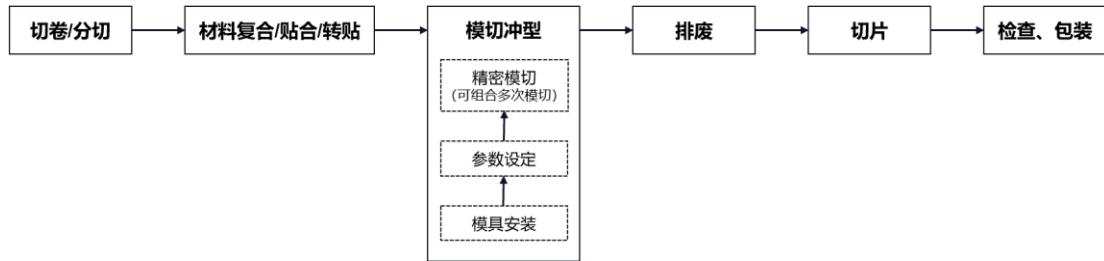 切卷/分切
材料复合/贴合/转贴
模切冲型
排废
切片
检查、包装
精密模切
(可组合多次模切)
参数设定
模具安装